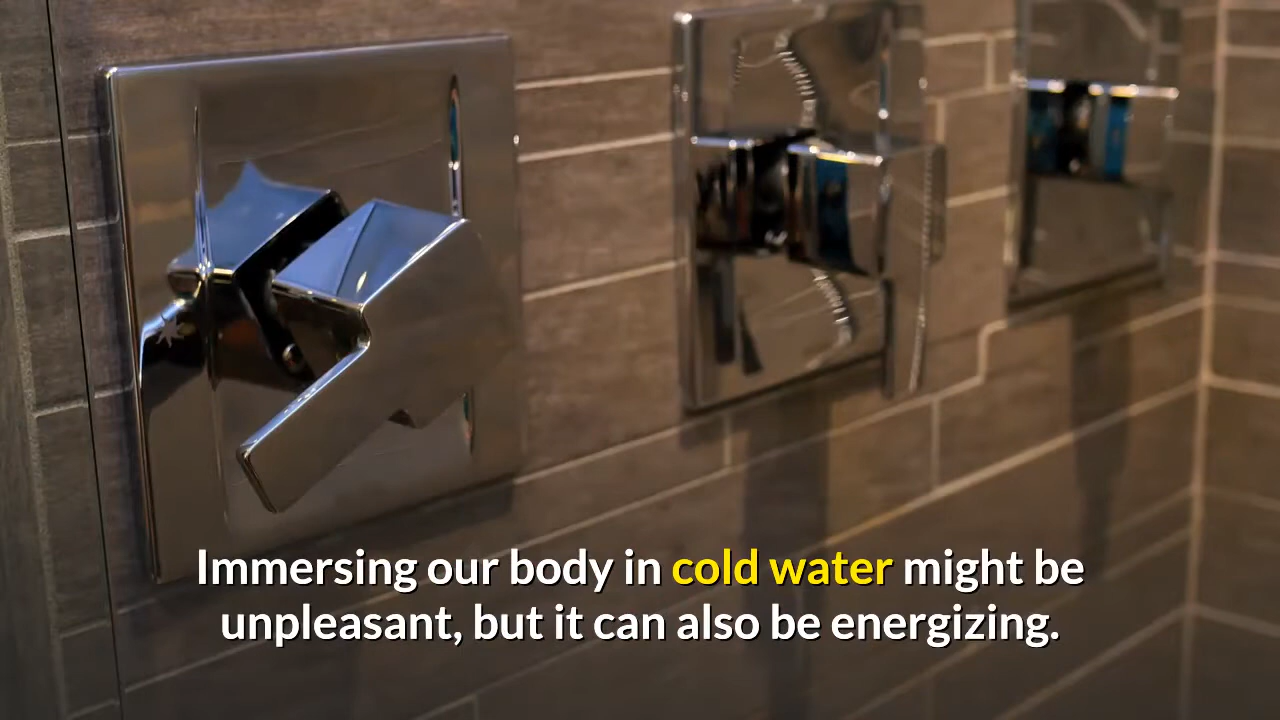 Immersing our body in cold water might be
unpleasant, but it can also be energizing.